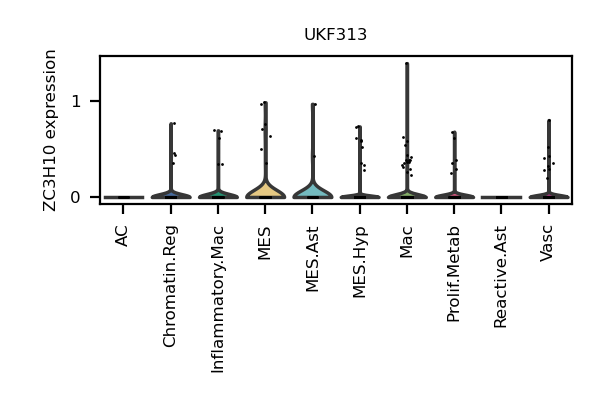 UKF313
ZC3H10 expression
1
0
AC
Chromatin.Reg
Inflammatory.Mac
MES
MES.Ast
MES.Hyp
Mac
Prolif.Metab
Reactive.Ast
Vasc